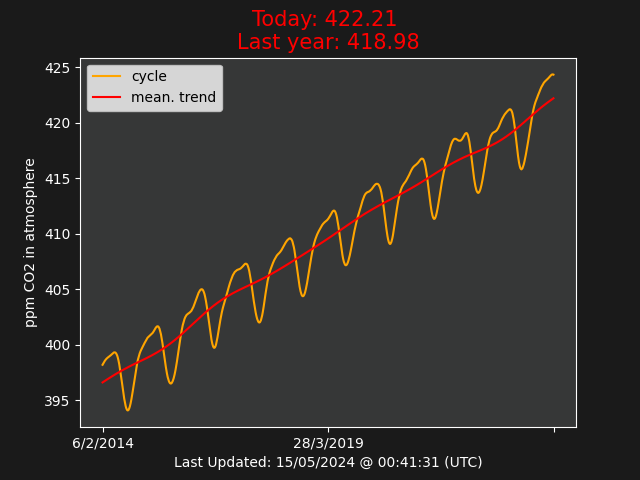 Today: 422.21
Last year: 418.98
cycle
mean. trend
ppm CO2 in atmosphere
425
420
415
410
405
400
395
6/2/2014
28/3/2019
Last Updated: 15/05/2024 @ 00:41:31 (UTC)